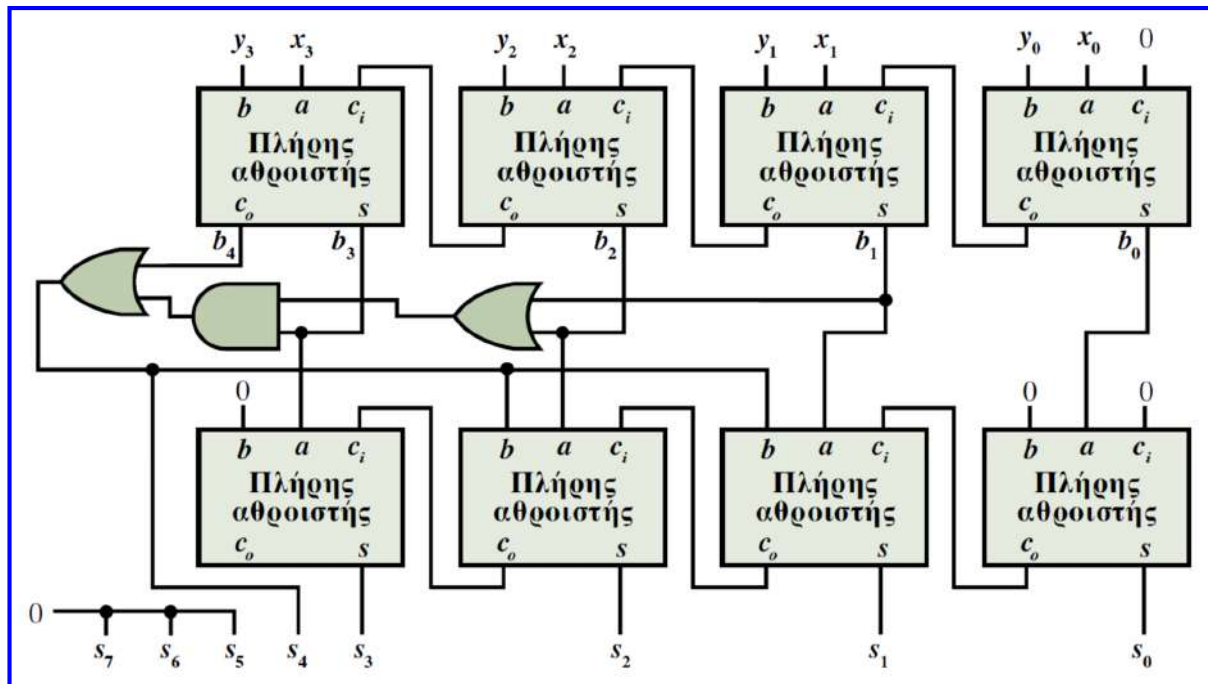 y₃ x₃ y₂ x₂ y₁ x₁ y₀ x₀ 0
b a cᵢ b a cᵢ b a cᵢ b a cᵢ
Πλήρης Πλήρης Πλήρης Πλήρης
αθροιστής αθροιστής αθροιστής αθροιστής
cₒ s cₒ s cₒ s cₒ s
b₄ b₃ b₂ b₁ b₀
0 0 0
b a cᵢ b a cᵢ b a cᵢ b a cᵢ
Πλήρης Πλήρης Πλήρης Πλήρης
αθροιστής αθροιστής αθροιστής αθροιστής
cₒ s cₒ s cₒ s cₒ s
0
s₇ s₆ s₅ s₄ s₃ s₂ s₁ s₀